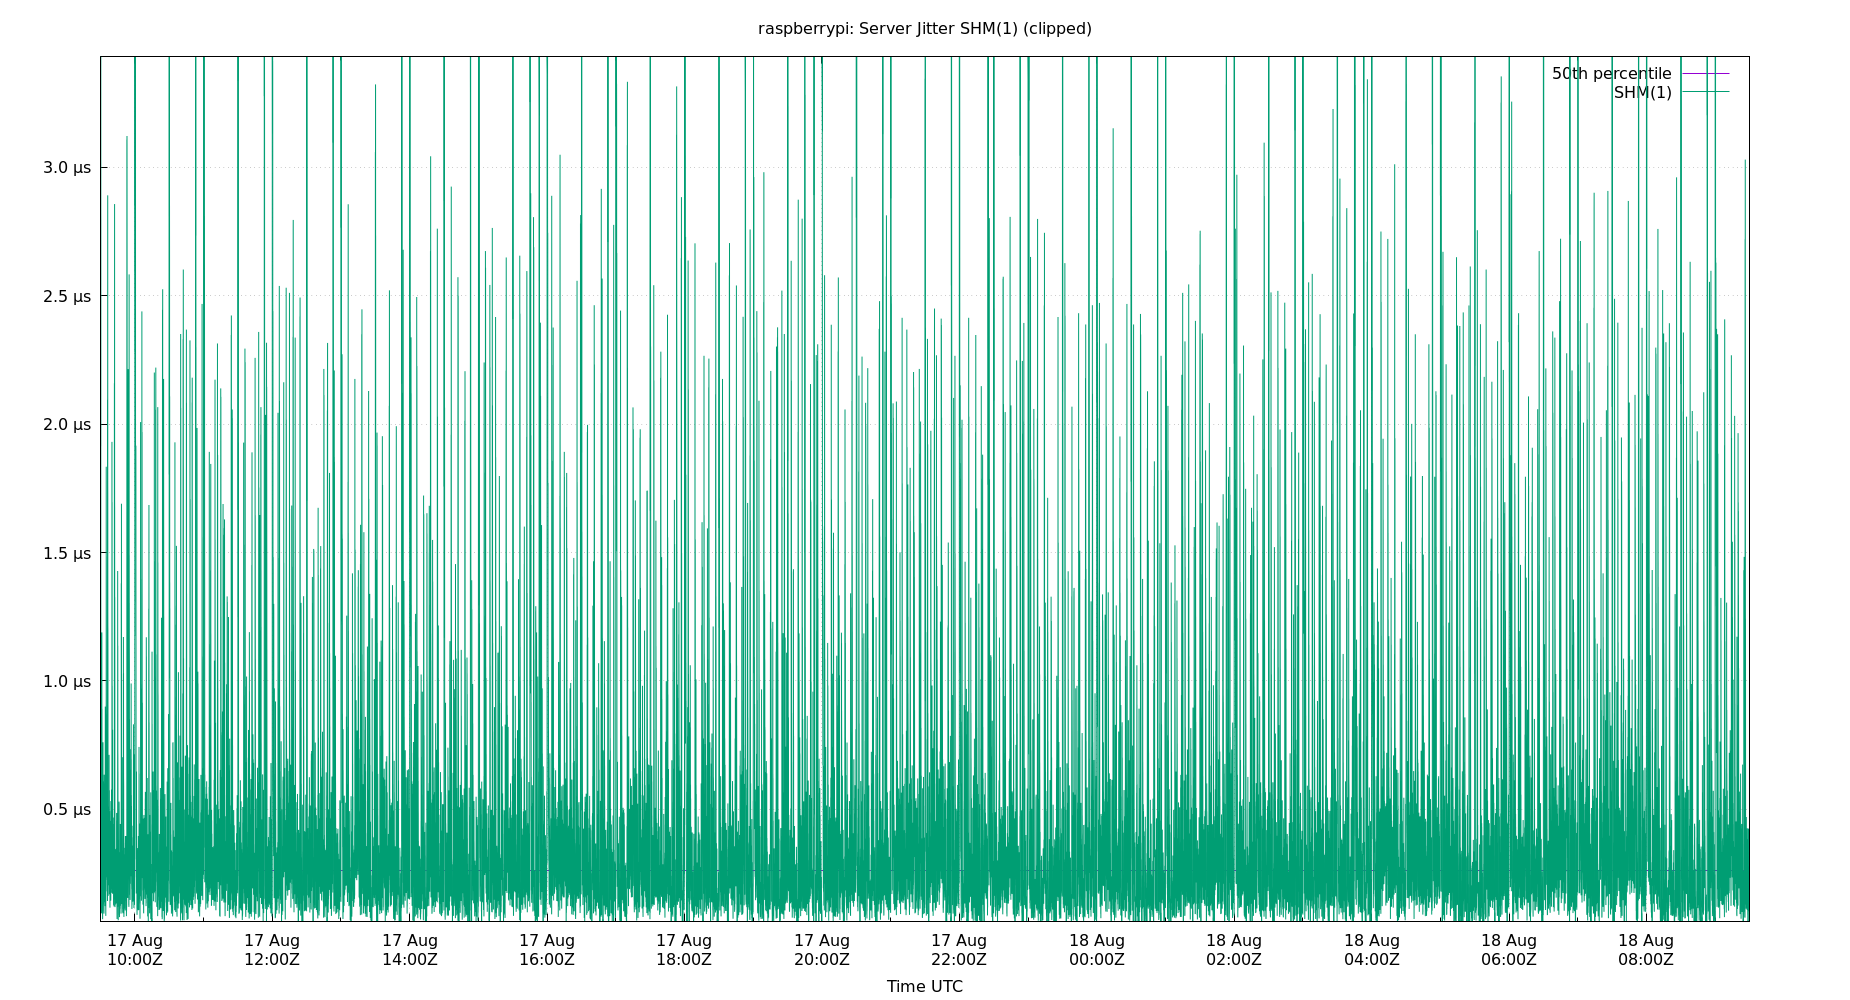 raspberrypi: Server Jitter SHM(1) (clipped)
50th percentile
SHM(1)
3.0 µs
2.5 µs
2.0 µs
1.5 µs
1.0 µs
0.5 µs
17 Aug 17 Aug 17 Aug 17 Aug 17 Aug 17 Aug 17 Aug 18 Aug 18 Aug 18 Aug 18 Aug 18 Aug
10:00Z 12:00Z 14:00Z 16:00Z 18:00Z 20:00Z 22:00Z 00:00Z 02:00Z 04:00Z 06:00Z 08:00Z
Time UTC